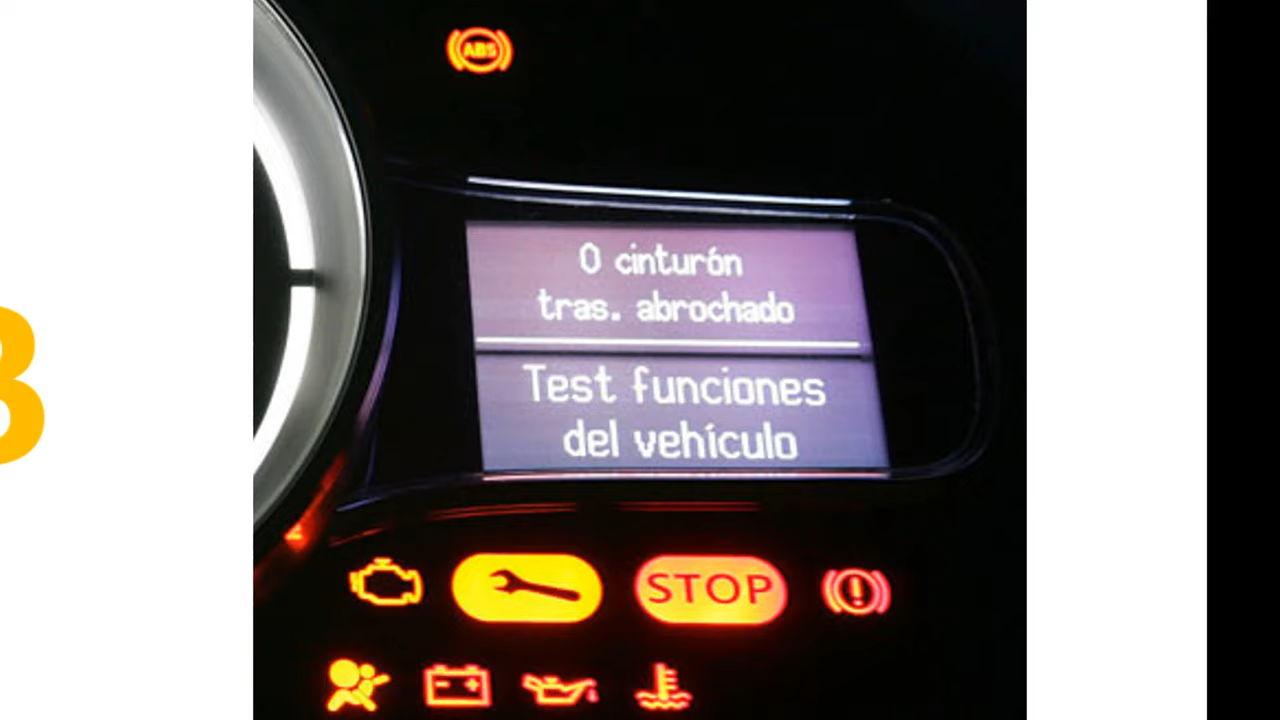 ABS
0 cinturón
tras. abrochado
Test funciones
del vehículo
STOP